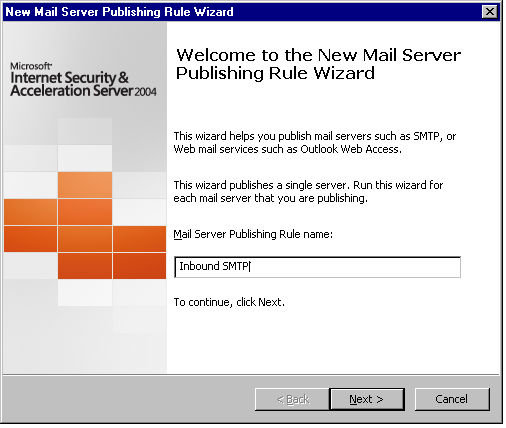 New Mail Server Publishing Rule Wizard
Microsoft
Internet Security &
Acceleration Server 2004
Welcome to the New Mail Server
Publishing Rule Wizard
This wizard helps you publish mail servers such as SMTP, or
Web mail services such as Outlook Web Access.
This wizard publishes a single server. Run this wizard for
each mail server that you are publishing.
Mail Server Publishing Rule name:
Inbound SMTP
To continue, click Next.
< Back
Next >
Cancel